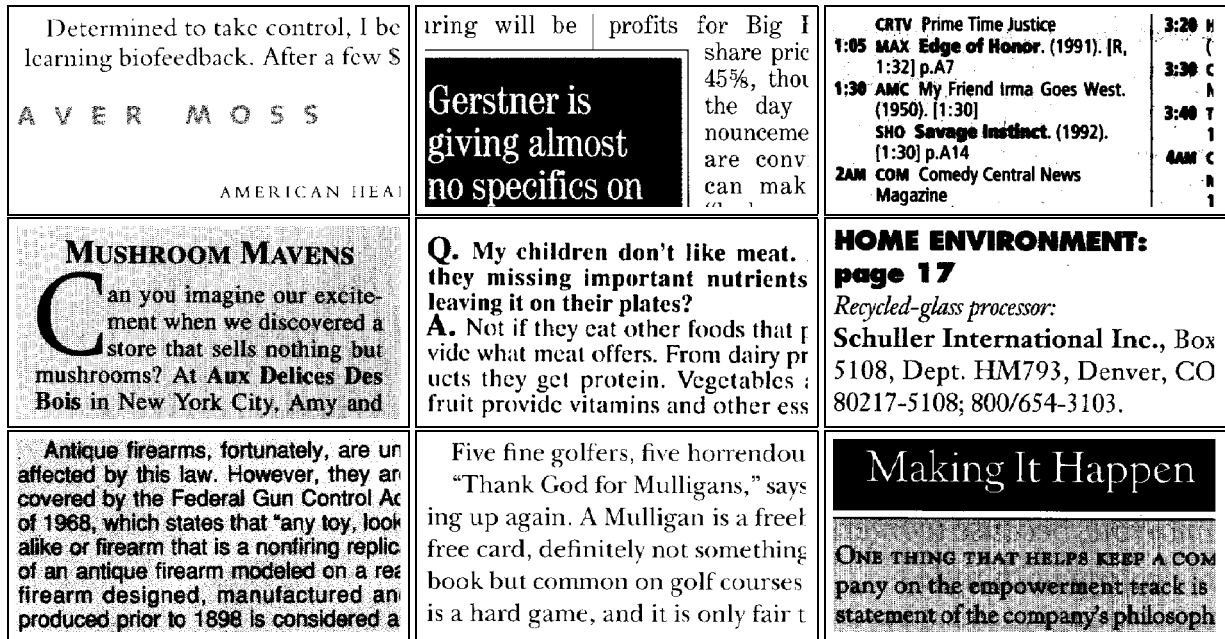 Determined to take control, I
learning biofeedback. After a few $
AVER MOSS
AMERICAN
uring will be
profits for Big
share
45⅝,
the day
are
can
Gerstner is
giving almost
no specifics on
CRTV Prime Time Justice
1:05 MAX Edge of Honor. (1991). [R,
1:32] p.A7
1:30 AMC My Friend Irma Goes West.
(1950). [1:30]
SHO Savage Instinct. (1992).
[1:30] p.A14
2AM COM Comedy Central News
Magazine
3:20
3:30
3:40
4AM
MUSHROOM MAVENS
Can you imagine our excite-
ment when we discovered a
store that sells nothing but
mushrooms? At Aux Delices Des
Bois in New York City, Amy and
Q. My children don't like meat.
they missing important nutrients
leaving it on their plates?
A. Not if they eat other foods that
vide what meat offers. From dairy
ucts they get protein. Vegetables
fruit provide vitamins and other ess
HOME ENVIRONMENT:
page 17
Recycled-glass processor:
Schuller International Inc., Box
5108, Dept. HM793, Denver, CO
80217-5108; 800/654-3103.
Antique firearms, fortunately, are un
affected by this law. However, they are
covered by the Federal Gun Control Ac
of 1968, which states that "any toy, look
alike or firearm that is a nonfiring replic
of an antique firearm modeled on a rea
firearm designed, manufactured an
produced prior to 1898 is considered a
Five fine golfers, five horrendou
"Thank God for Mulligans," says
ing up again. A Mulligan is a
free card, definitely not something
book but common on golf courses
is a hard game, and it is only fair t
Making It Happen
ONE THING THAT HELPS KEEP A COM
pany on the empowerment track is
statement of the company's philosoph